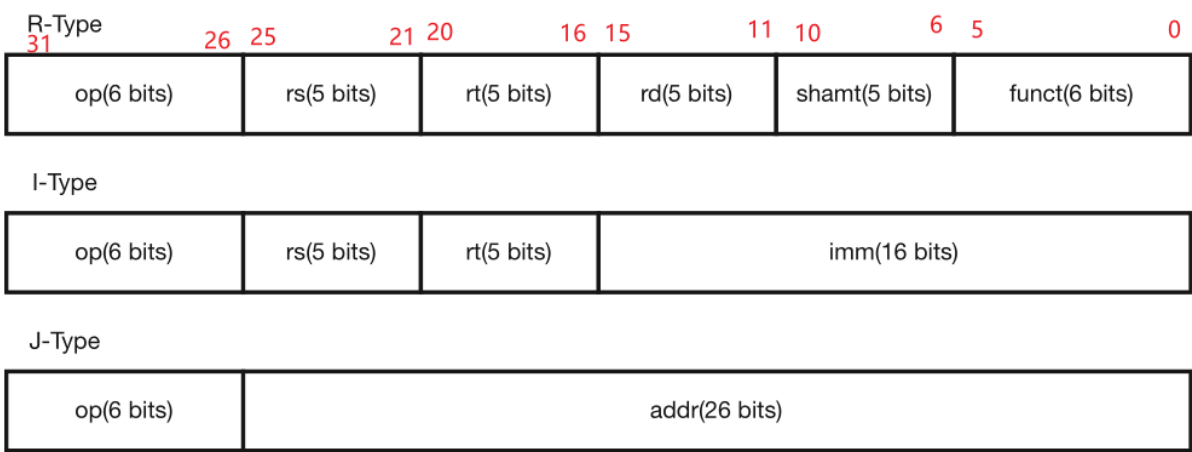 R-Type
31 26 25 21 20 16 15 11 10 6 5 0
op(6 bits) rs(5 bits) rt(5 bits) rd(5 bits) shamt(5 bits) funct(6 bits)
I-Type
op(6 bits) rs(5 bits) rt(5 bits) imm(16 bits)
J-Type
op(6 bits) addr(26 bits)